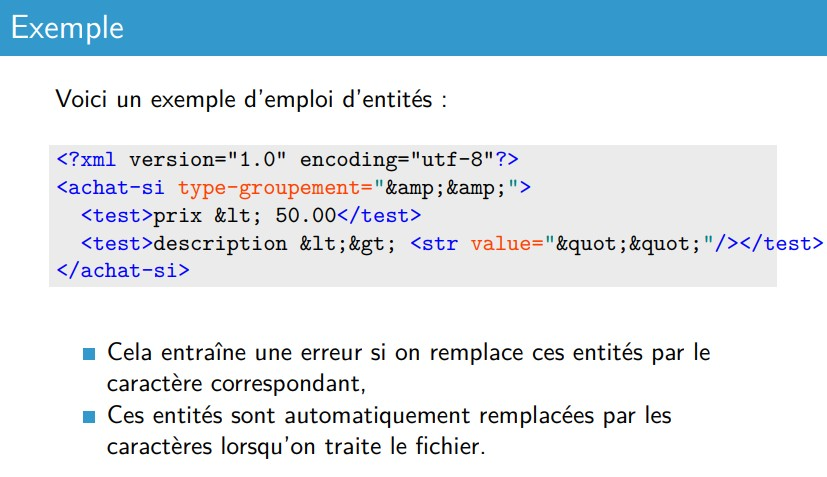 Exemple
Voici un exemple d'emploi d'entités :
<?xml version="1.0" encoding="utf-8"?>
<achat-si type-groupement="&amp;&amp;">
<test>prix &lt; 50.00</test>
<test>description &lt;&gt; <str value="&quot;&quot;"/></test>
</achat-si>
Cela entraîne une erreur si on remplace ces entités par le
caractère correspondant,
Ces entités sont automatiquement remplacées par les
caractères lorsqu'on traite le fichier.